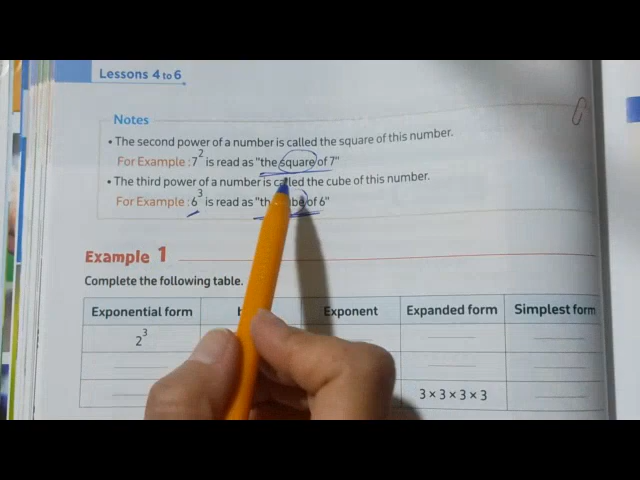 Lessons 4 to 6
Notes
• The second power of a number is called the square of this number.
For Example : 7² is read as "the square of 7"
• The third power of a number is called the cube of this number.
For Example : 6³ is read as "the cube of 6"
Example 1
Complete the following table.
Exponential form Exponent Expanded form Simplest form
2³
3 × 3 × 3 × 3